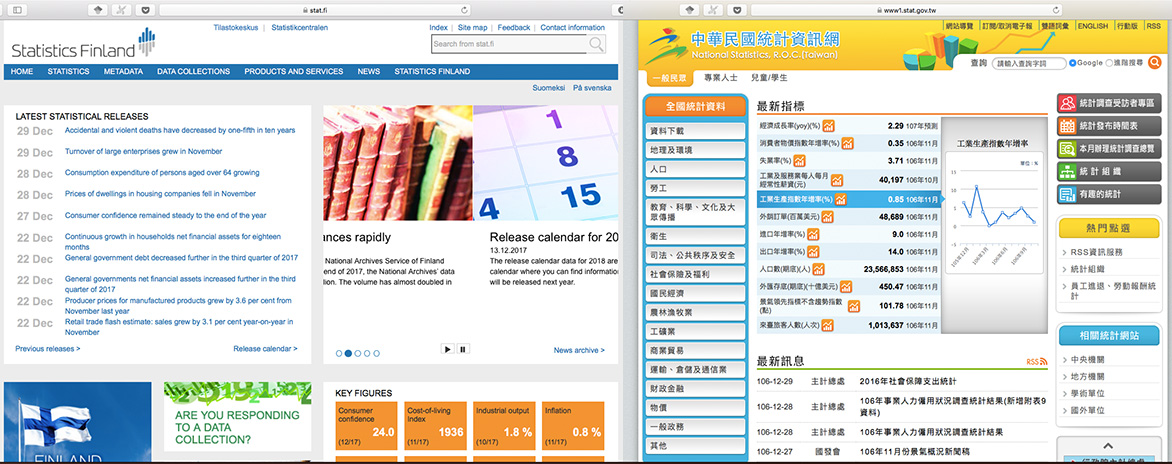 stat.fi
Tilastokeskus
Statistikcentralen
Index | Site map | Feedback | Contact information
Statistics Finland
Search from stat.fi
HOME STATISTICS METADATA DATA COLLECTIONS PRODUCTS AND SERVICES NEWS STATISTICS FINLAND
Suomeksi På svenska
LATEST STATISTICAL RELEASES
29 Dec Accidental and violent deaths have decreased by one-fifth in ten years
29 Dec Turnover of large enterprises grew in November
28 Dec Consumption expenditure of persons aged over 64 growing
28 Dec Prices of dwellings in housing companies fell in November
27 Dec Consumer confidence remained steady to the end of the year
22 Dec Continuous growth in households net financial assets for eighteen
months
22 Dec General government debt decreased further in the third quarter of 2017
22 Dec General governments net financial assets increased further in the third
quarter of 2017
22 Dec Producer prices for manufactured products grew by 3.6 per cent from
November last year
22 Dec Retail trade flash estimate: sales grew by 3.1 per cent year-on-year in
November
Previous releases >
Release calendar >
1
8
4
15
ances rapidly
National Archives Service of Finland
end of 2017, the National Archives' data
tion. The volume has almost doubled in
Release calendar for 20
13.12.2017
The release calendar data for 2018 are
calendar where you can find information
will be released next year.
News archive >
FINLAND
ARE YOU RESPONDING
TO A DATA
COLLECTION?
KEY FIGURES
Consumer
confidence
24.0
(12/17)
Cost-of-living
Index
1936
(11/17)
Industrial output
1.8 %
(10/17)
Inflation
0.8 %
(11/17)
www1.stat.gov.tw
網站導覽 | 訂閱/取消電子報 | 雙語詞彙 | ENGLISH | 行動版 | RSS
中華民國統計資訊網
National Statistics, R.O.C.(Taiwan)
查詢 請輸入查詢字詞 Google 進階搜尋
一般民眾 專業人士 兒童/學生
全國統計資料
資料下載
地理及環境
人口
勞工
教育、科學、文化及大
眾傳播
衛生
司法、公共秩序及安全
社會保險及福利
國民經濟
農林漁牧業
工礦業
商業貿易
運輸、倉儲及通信業
財政金融
物價
一般政務
其他
最新指標
經濟成長率(yoy)(%) 2.29 107年預測
消費者物價指數年增率(%) 0.35 106年11月
失業率(%) 3.71 106年11月
工業及服務業每人每月
經常性薪資(元) 40,197 106年10月
工業生產指數年增率(%) 0.85 106年11月
外銷訂單(百萬美元) 48,689 106年11月
進口年增率(%) 9.0 106年11月
出口年增率(%) 14.0 106年11月
人口數(期底)(人) 23,566,853 106年11月
外匯存底(期底)(十億美元) 450.47 106年11月
景氣領先指標不含趨勢指數
(點) 101.78 106年11月
來臺旅客人數(人次) 1,013,637 106年11月
工業生產指數年增率
單位：%
15
10
5
0
-1
105年11月
106年3月
106年6月
106年9月
最新訊息
RSS
106-12-29 主計總處 2016年社會保障支出統計
106-12-28 主計總處 106年事業人力僱用狀況調查統計結果(新增附表9
資料)
106-12-28 主計總處 106年事業人力僱用狀況調查統計結果
106-12-27 國發會 106年11月份景氣概況新聞稿
統計調查受訪者專區
統計發布時間表
本月辦理統計調查總覽
統計組織
有趣的統計
熱門點選
RSS資訊服務
統計組織
員工進退、勞動報酬統
計
相關統計網站
中央機關
地方機關
學術單位
國外單位
行政院主計總處